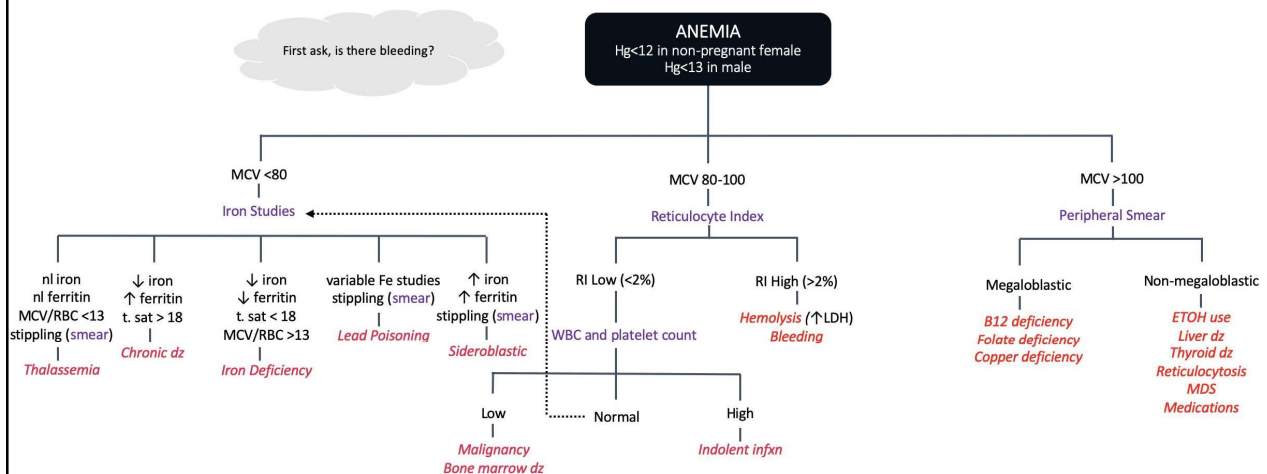 First ask, is there bleeding?
ANEMIA
Hg<12 in non-pregnant female
Hg<13 in male
MCV <80
Iron Studies
nl iron
nl ferritin
MCV/RBC <13
stippling (smear)
Thalassemia
↓ iron
↑ ferritin
t. sat > 18
Chronic dz
↓ iron
↓ ferritin
t. sat < 18
MCV/RBC >13
Iron Deficiency
variable Fe studies
stippling (smear)
Lead Poisoning
↑ iron
↑ ferritin
stippling (smear)
Sideroblastic
MCV 80-100
Reticulocyte Index
RI Low (<2%)
WBC and platelet count
Low
Malignancy
Bone marrow dz
Normal
High
Indolent infxn
RI High (>2%)
Hemolysis (↑LDH)
Bleeding
MCV >100
Peripheral Smear
Megaloblastic
B12 deficiency
Folate deficiency
Copper deficiency
Non-megaloblastic
ETOH use
Liver dz
Thyroid dz
Reticulocytosis
MDS
Medications